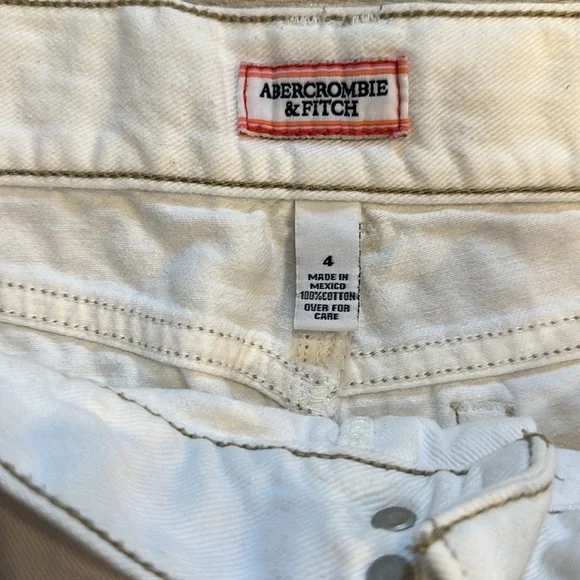 ABERCROMBIE
& FITCH
4
MADE IN
MEXICO
100%COTTON
OVER FOR
CARE